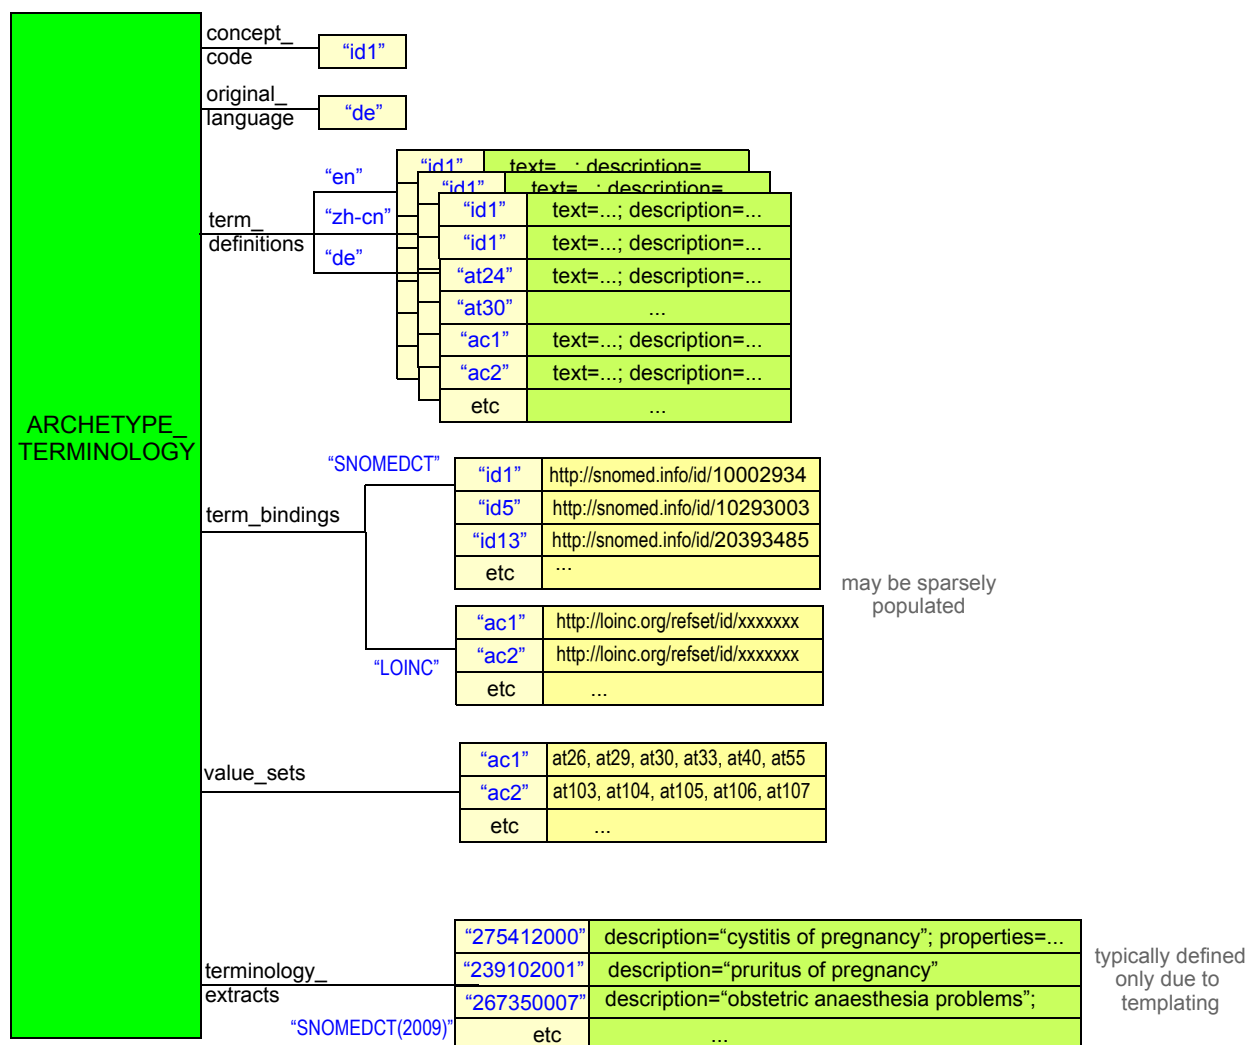 concept_
code
“id1”
original_
language
“de”
term_
definitions
“en”
“zh-cn”
“de”
“id1” text=...; description=
“id1” text=...; description=
“id1” text=...; description=...
“id1” text=...; description=...
“at24” text=...; description=...
“at30” ...
“ac1” text=...; description=...
“ac2” text=...; description=...
etc ...
ARCHETYPE_
TERMINOLOGY
term_bindings
“SNOMEDCT”
“id1” http://snomed.info/id/10002934
“id5” http://snomed.info/id/10293003
“id13” http://snomed.info/id/20393485
etc ...
may be sparsely
populated
“LOINC”
“ac1” http://loinc.org/refset/id/xxxxxxx
“ac2” http://loinc.org/refset/id/xxxxxxx
etc ...
value_sets
“ac1” at26, at29, at30, at33, at40, at55
“ac2” at103, at104, at105, at106, at107
etc ...
terminology_
extracts
“SNOMEDCT(2009)”
“275412000” description=“cystitis of pregnancy”; properties=...
“239102001” description=“pruritus of pregnancy”
“267350007” description=“obstetric anaesthesia problems”;
etc ...
typically defined
only due to
templating